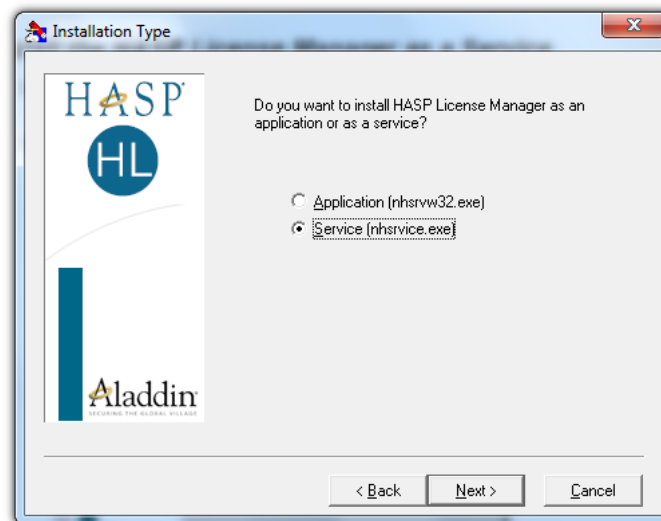 Installation Type
HASP
HL
Aladdin
SECURING THE GLOBAL VILLAGE
Do you want to install HASP License Manager as an
application or as a service?
Application (nhsrvw32.exe)
Service (nhsrvice.exe)
< Back
Next >
Cancel